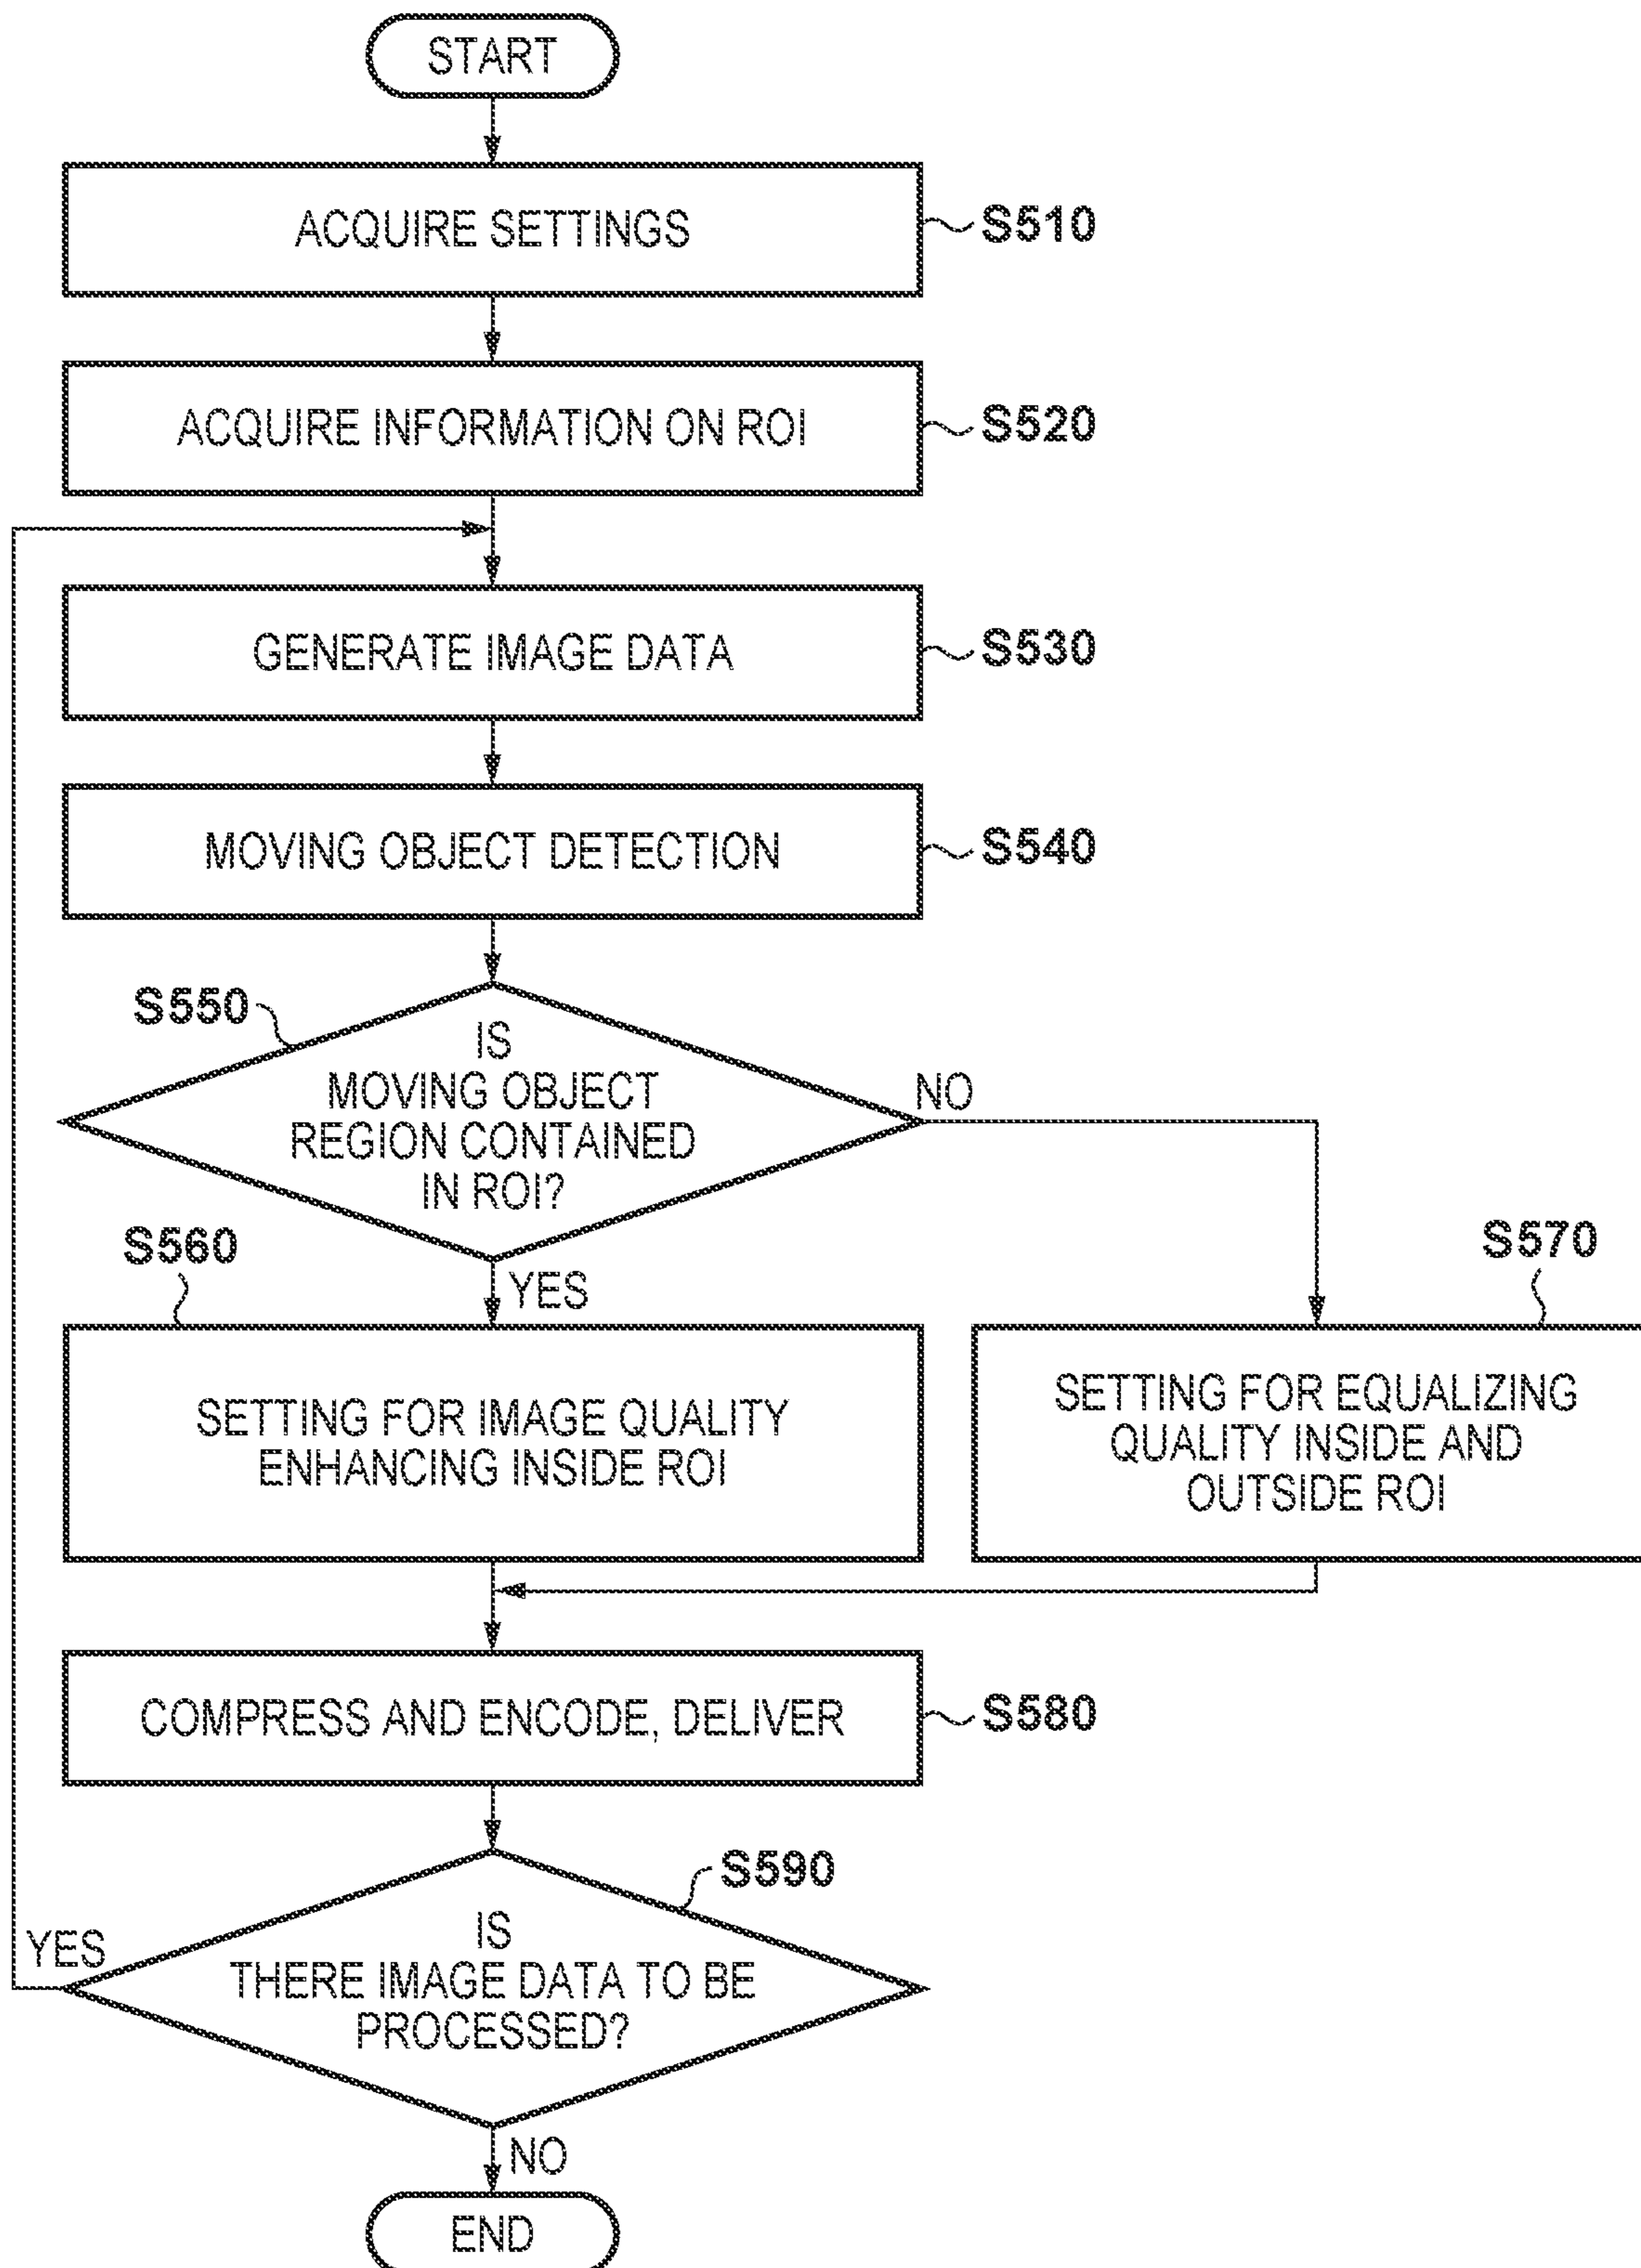 START
ACQUIRE SETTINGS
S510
ACQUIRE INFORMATION ON ROI
S520
GENERATE IMAGE DATA
S530
MOVING OBJECT DETECTION
S540
S550
IS
MOVING OBJECT
REGION CONTAINED
IN ROI?
NO
YES
S560
SETTING FOR IMAGE QUALITY
ENHANCING INSIDE ROI
S570
SETTING FOR EQUALIZING
QUALITY INSIDE AND
OUTSIDE ROI
COMPRESS AND ENCODE, DELIVER
S580
S590
IS
THERE IMAGE DATA TO BE
PROCESSED?
YES
NO
END